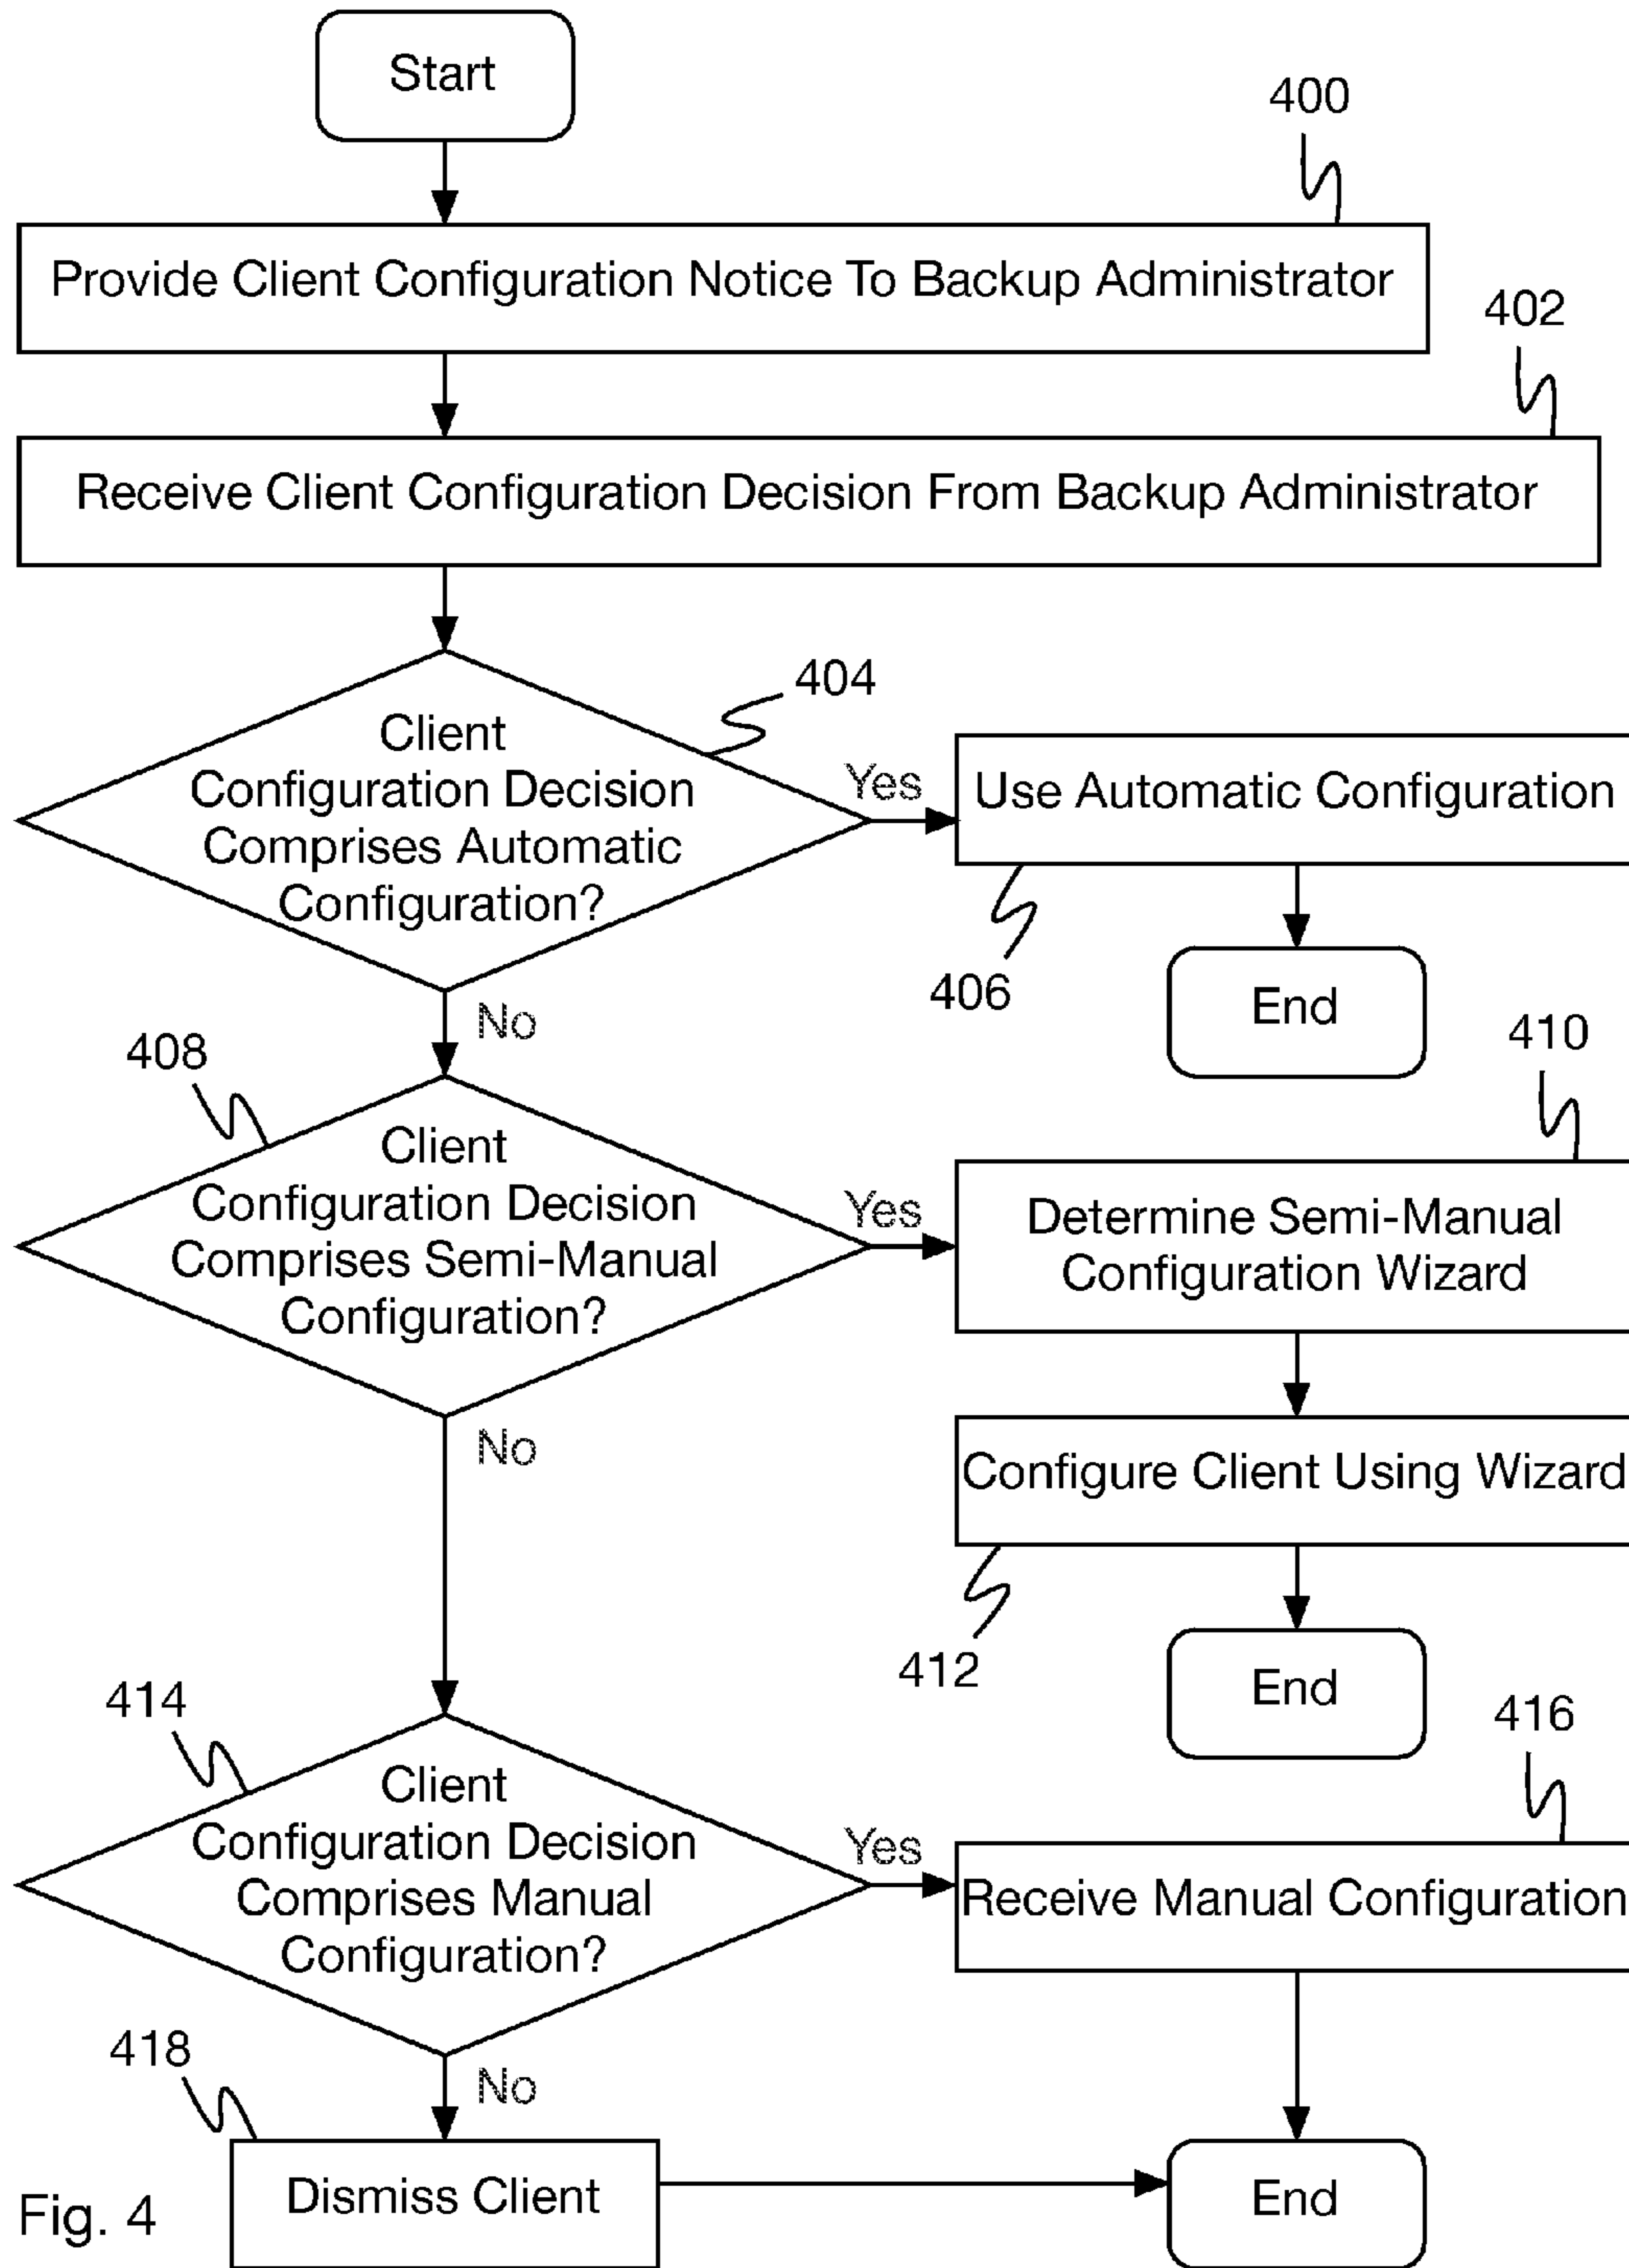 Start
400
Provide Client Configuration Notice To Backup Administrator
402
Receive Client Configuration Decision From Backup Administrator
404
Client
Configuration Decision
Comprises Automatic
Configuration?
Yes
Use Automatic Configuration
406
End
No
408
410
Client
Configuration Decision
Comprises Semi-Manual
Configuration?
Yes
Determine Semi-Manual
Configuration Wizard
No
Configure Client Using Wizard
412
End
414
416
Client
Configuration Decision
Comprises Manual
Configuration?
Yes
Receive Manual Configuration
418
No
Dismiss Client
End
Fig. 4